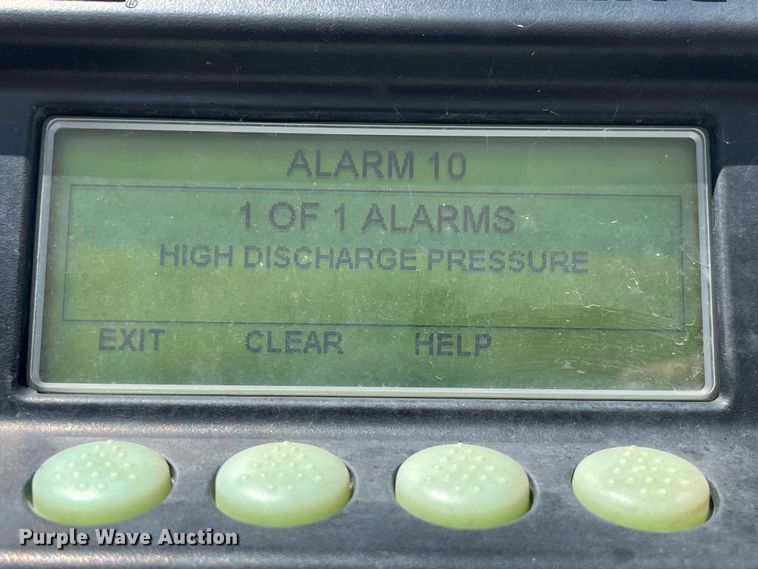 ®
ALARM 10
1 OF 1 ALARMS
HIGH DISCHARGE PRESSURE
EXIT CLEAR HELP
Purple Wave Auction